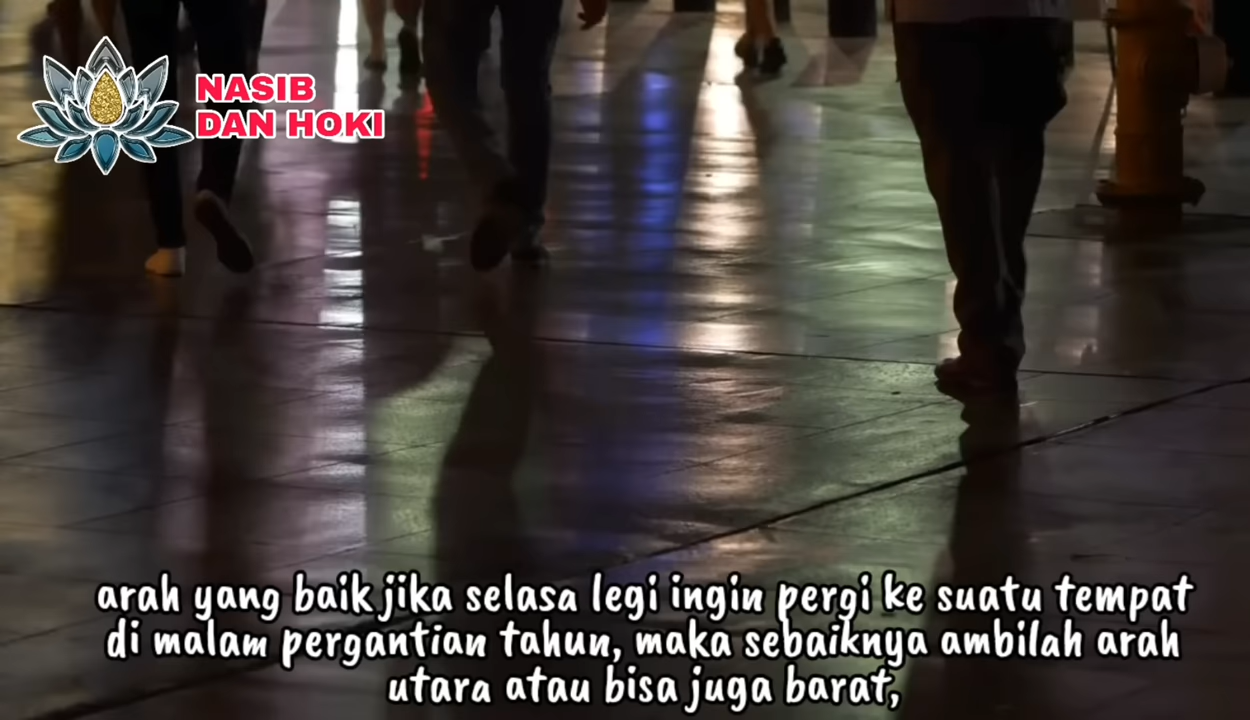 NASIB
DAN HOKI
arah yang baik jika selasa legi ingin pergi ke suatu tempat
di malam pergantian tahun, maka sebaiknya ambilah arah
utara atau bisa juga barat,